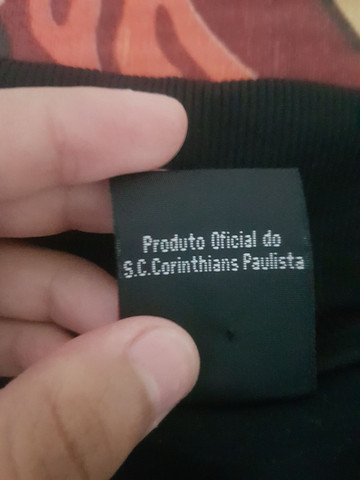 Produto Oficial do
S.C.Corinthians Paulista